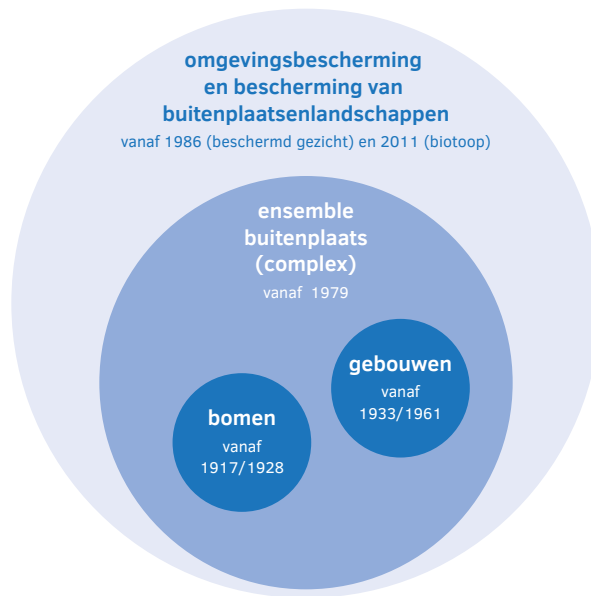 omgevingsbescherming
en bescherming van
buitenplaatsenlandschappen
vanaf 1986 (beschermd gezicht) en 2011 (biotoop)
ensemble
buitenplaats
(complex)
vanaf 1979
gebouwen
vanaf
1933/1961
bomen
vanaf
1917/1928